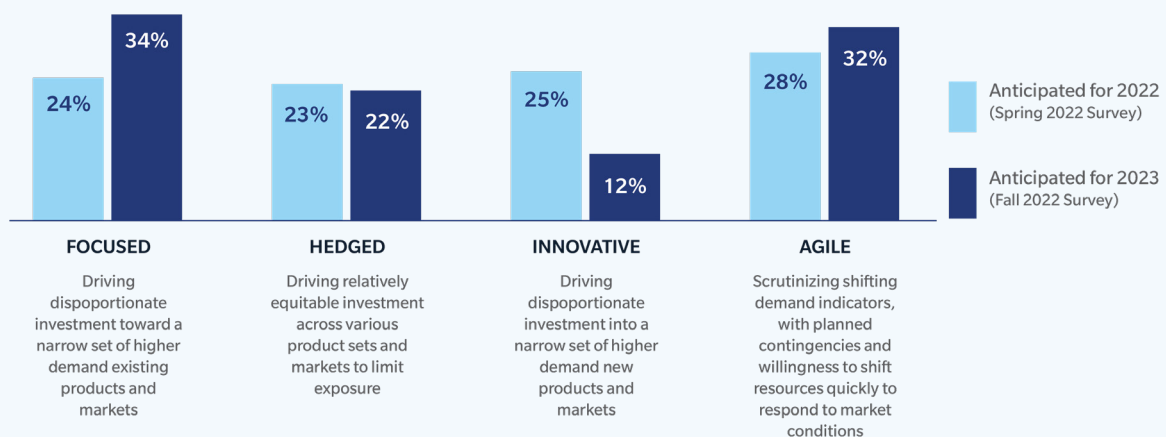 34%
24%
23%
22%
25%
12%
28%
32%
Anticipated for 2022
(Spring 2022 Survey)
Anticipated for 2023
(Fall 2022 Survey)
FOCUSED
Driving
dispoportionate
investment toward a
narrow set of higher
demand existing
products and
markets
HEDGED
Driving relatively
equitable investment
across various
product sets and
markets to limit
exposure
INNOVATIVE
Driving
dispoportionate
investment into a
narrow set of higher
demand new
products and
markets
AGILE
Scrutinizing shifting
demand indicators,
with planned
contingencies and
willingness to shift
resources quickly to
respond to market
conditions